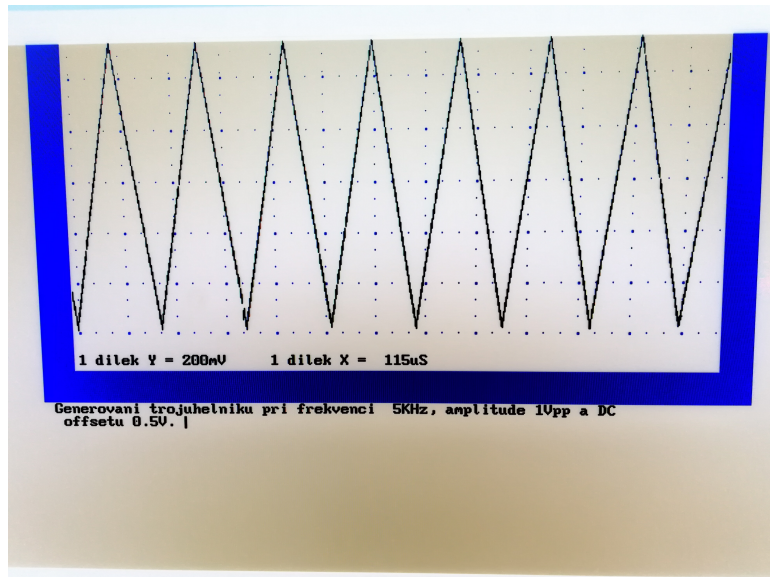 1 dilek Y = 200mV 1 dilek X = 115uS
Generovani trojuhelniku pri frekvenci 5KHz, amplitude 1Vpp a DC
offsetu 0.5V.